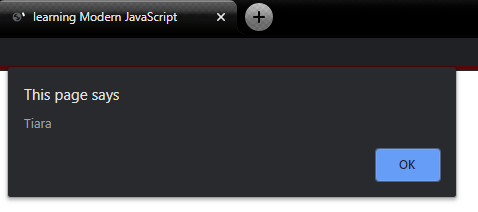 learning Modern JavaScript
This page says
Tiara
OK